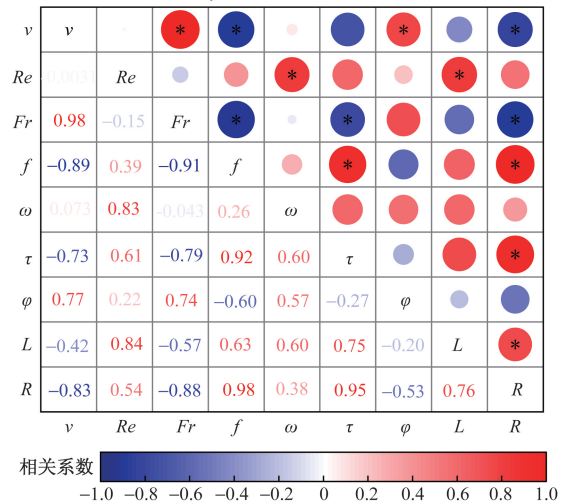 v v * * * *
Re -0.0031 Re * *
Fr 0.98 −0.15 Fr * * *
f −0.89 0.39 −0.91 f * *
ω 0.073 0.83 -0.043 0.26 ω
τ −0.73 0.61 −0.79 0.92 0.60 τ *
φ 0.77 0.22 0.74 −0.60 0.57 −0.27 φ
L −0.42 0.84 −0.57 0.63 0.60 0.75 −0.20 L *
R −0.83 0.54 −0.88 0.98 0.38 0.95 −0.53 0.76 R
v Re Fr f ω τ φ L R
相关系数
−1.0 −0.8 −0.6 −0.4 −0.2 0 0.2 0.4 0.6 0.8 1.0